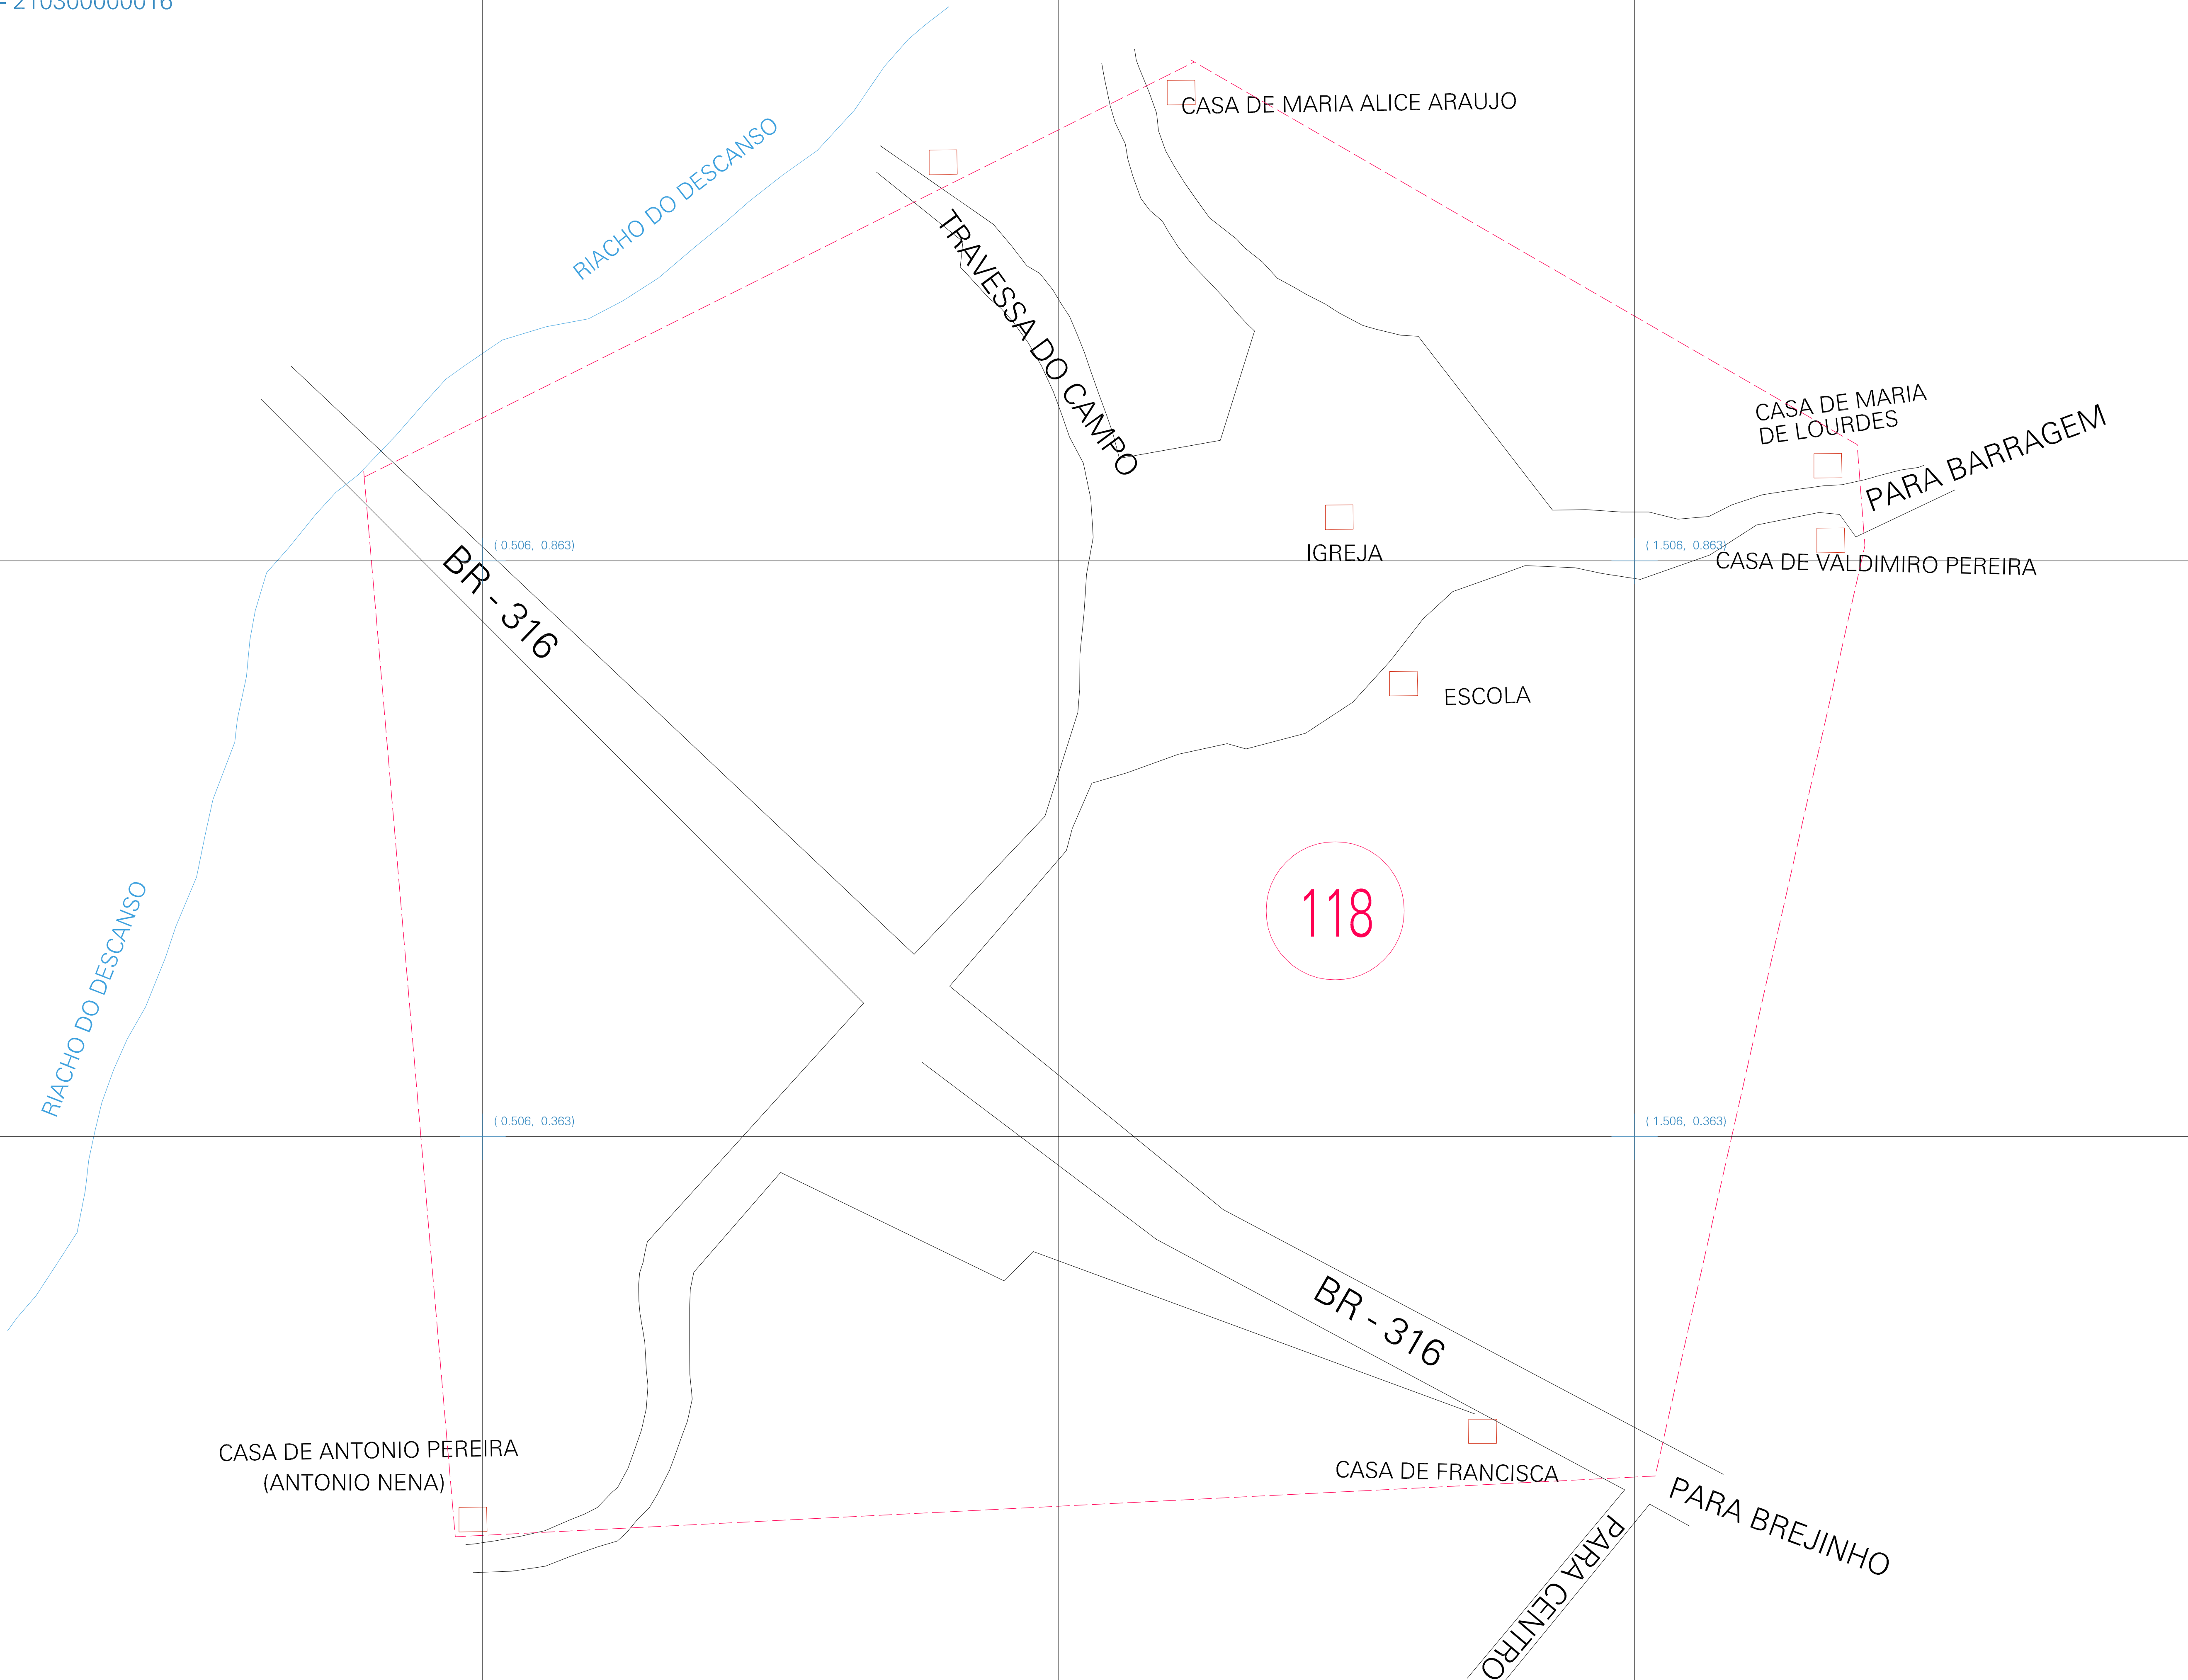 - 210300000016
CASA DE MARIA ALICE ARAUJO
RIACHO DO DESCANSO
TRAVESSA DO CAMPO
CASA DE MARIA
DE LOURDES
PARA BARRAGEM
( 0.506, 0.863)
IGREJA
( 1.506, 0.863)
CASA DE VALDIMIRO PEREIRA
BR - 316
ESCOLA
118
RIACHO DO DESCANSO
( 0.506, 0.363)
( 1.506, 0.363)
BR - 316
CASA DE ANTONIO PEREIRA
(ANTONIO NENA)
CASA DE FRANCISCA
PARA BREJINHO
PARA CENTRO